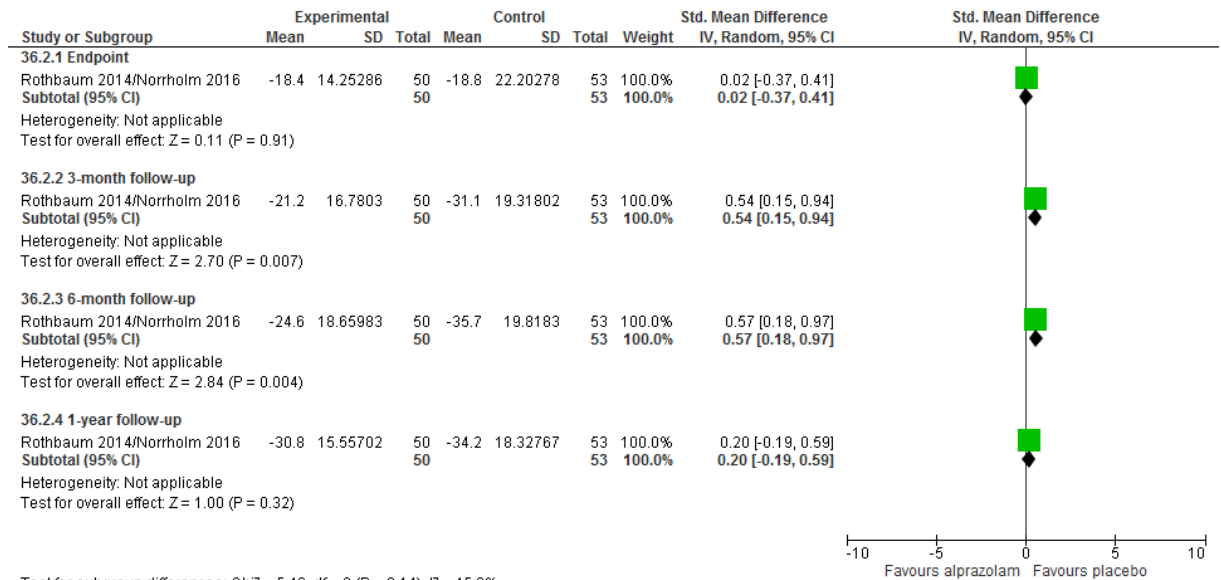 Experimental Control Std. Mean Difference Std. Mean Difference
Study or Subgroup Mean SD Total Mean SD Total Weight IV, Random, 95% CI IV, Random, 95% CI
36.2.1 Endpoint
Rothbaum 2014/Norrholm 2016 -18.4 14.25286 50 -18.8 22.20278 53 100.0% 0.02 [-0.37, 0.41]
Subtotal (95% CI) 50 53 100.0% 0.02 [-0.37, 0.41]
Heterogeneity: Not applicable
Test for overall effect: Z = 0.11 (P = 0.91)
36.2.2 3-month follow-up
Rothbaum 2014/Norrholm 2016 -21.2 16.7803 50 -31.1 19.31802 53 100.0% 0.54 [0.15, 0.94]
Subtotal (95% CI) 50 53 100.0% 0.54 [0.15, 0.94]
Heterogeneity: Not applicable
Test for overall effect: Z = 2.70 (P = 0.007)
36.2.3 6-month follow-up
Rothbaum 2014/Norrholm 2016 -24.6 18.65983 50 -35.7 19.8183 53 100.0% 0.57 [0.18, 0.97]
Subtotal (95% CI) 50 53 100.0% 0.57 [0.18, 0.97]
Heterogeneity: Not applicable
Test for overall effect: Z = 2.84 (P = 0.004)
36.2.4 1-year follow-up
Rothbaum 2014/Norrholm 2016 -30.8 15.55702 50 -34.2 18.32767 53 100.0% 0.20 [-0.19, 0.59]
Subtotal (95% CI) 50 53 100.0% 0.20 [-0.19, 0.59]
Heterogeneity: Not applicable
Test for overall effect: Z = 1.00 (P = 0.32)
-10 -5 0 5 10
Favours alprazolam Favours placebo
Test for subgroup differences: